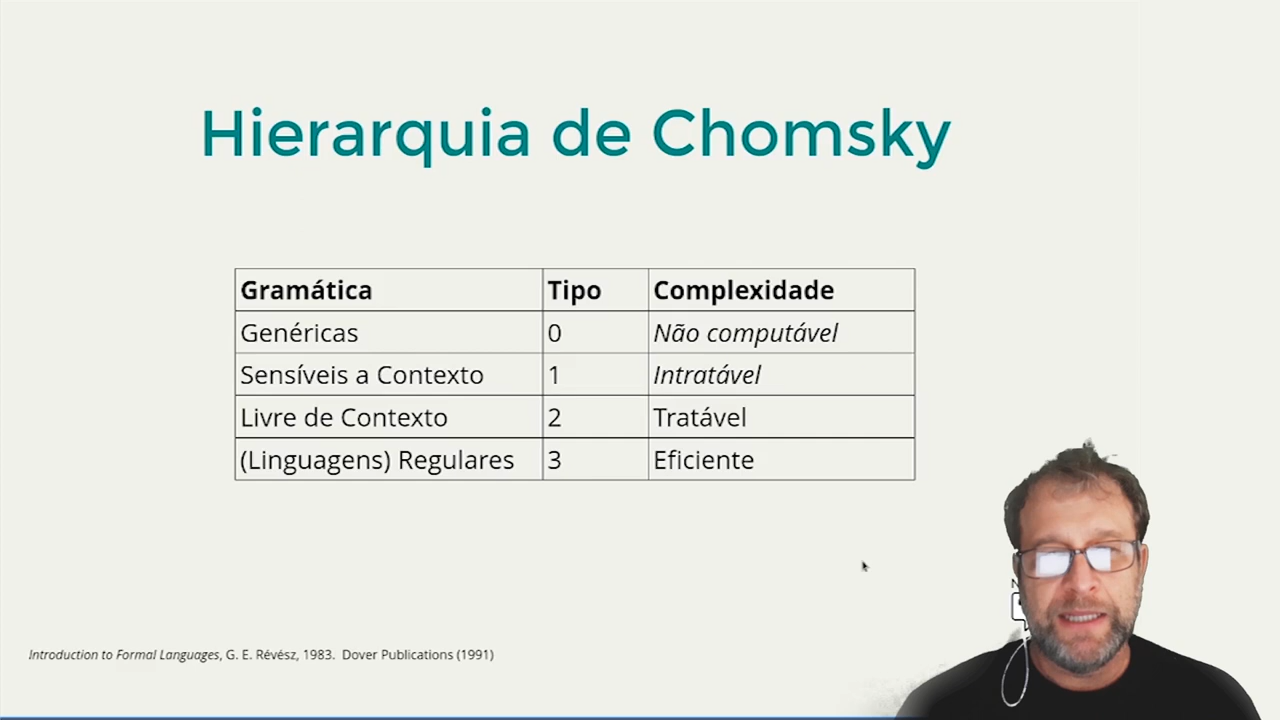 Hierarquia de Chomsky
Gramática Tipo Complexidade
Genéricas 0 Não computável
Sensíveis a Contexto 1 Intratável
Livre de Contexto 2 Tratável
(Linguagens) Regulares 3 Eficiente
Introduction to Formal Languages, G. E. Révész, 1983. Dover Publications (1991)